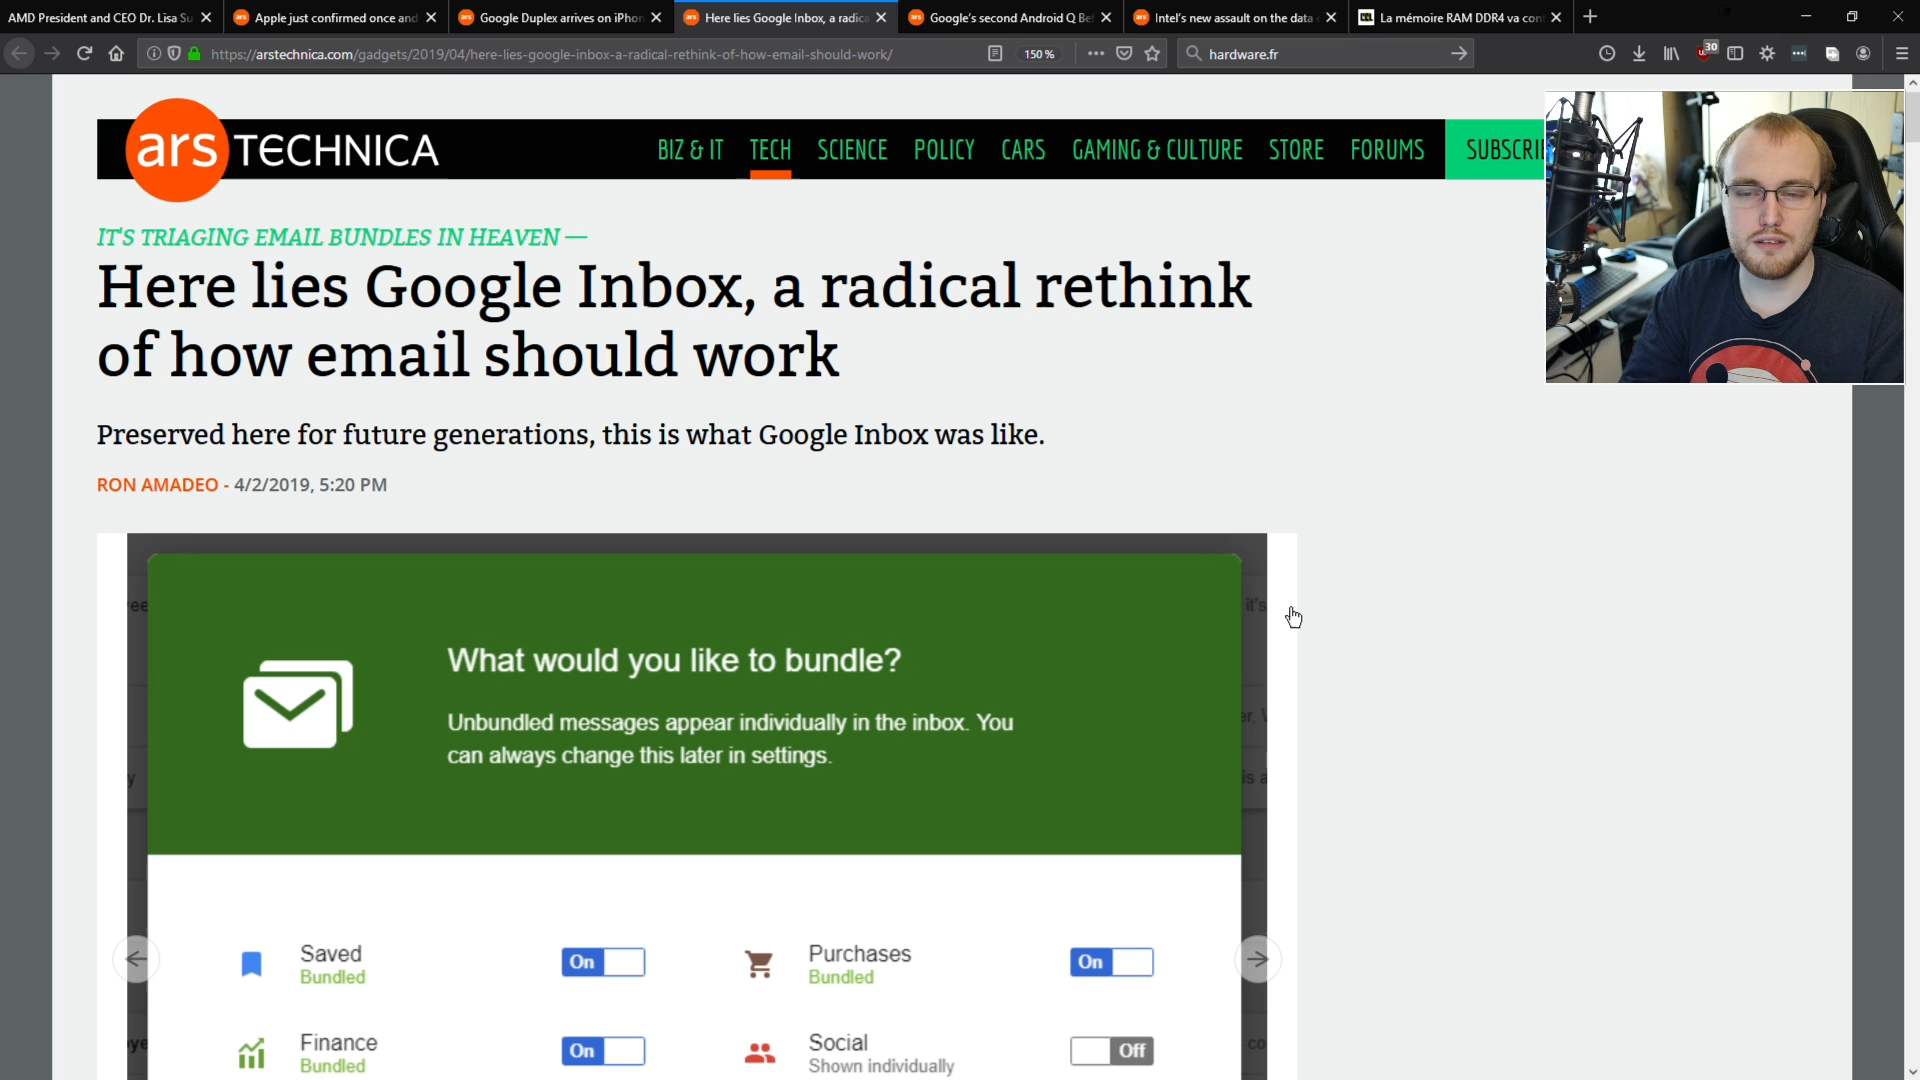 AMD President and CEO Dr. Lisa Su
Apple just confirmed once and
Google Duplex arrives on iPhon
Here lies Google Inbox, a radica
Google's second Android Q Be
Intel's new assault on the data
La mémoire RAM DDR4 va con
https://arstechnica.com/gadgets/2019/04/here-lies-google-inbox-a-radical-rethink-of-how-email-should-work/
150%
hardware.fr
30
ars TECHNICA
BIZ & IT TECH SCIENCE POLICY CARS GAMING & CULTURE STORE FORUMS SUBSCRI
IT'S TRIAGING EMAIL BUNDLES IN HEAVEN —
Here lies Google Inbox, a radical rethink
of how email should work
Preserved here for future generations, this is what Google Inbox was like.
RON AMADEO - 4/2/2019, 5:20 PM
What would you like to bundle?
Unbundled messages appear individually in the inbox. You
can always change this later in settings.
Saved
Bundled
On
Purchases
Bundled
On
Finance
Bundled
On
Social
Shown individually
Off